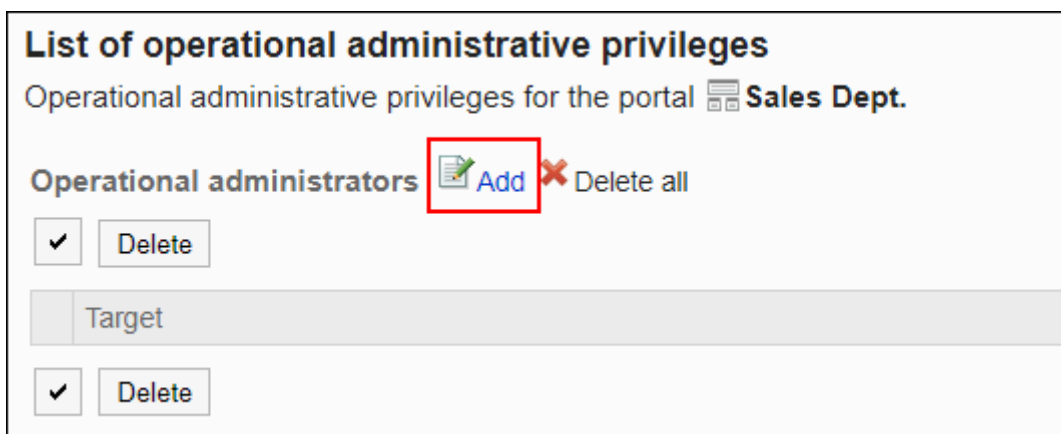 List of operational administrative privileges
Operational administrative privileges for the portal Sales Dept.
Operational administrators Add Delete all
Delete
Target
Delete